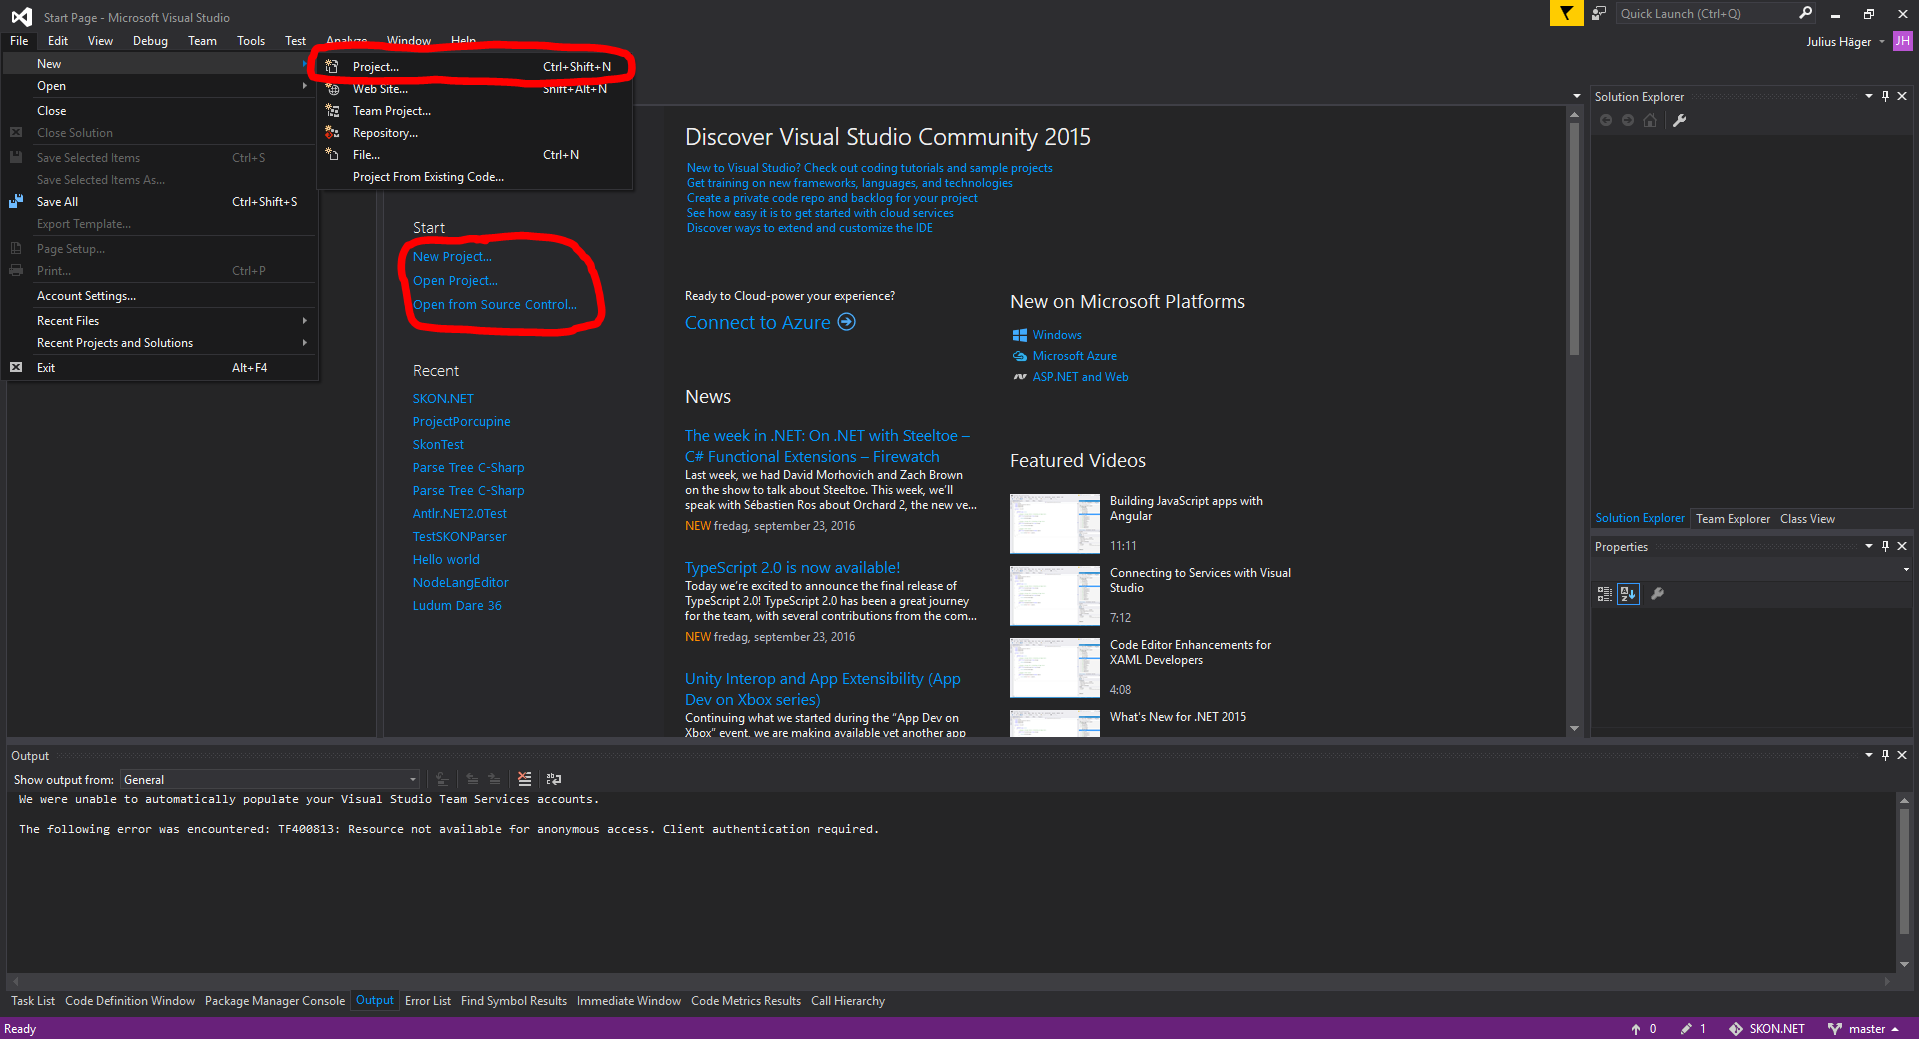 Start Page - Microsoft Visual Studio
Quick Launch (Ctrl+Q)
File Edit View Debug Team Tools Test Analyze Window Help
Julius Häger JH
New
Open
Close
Close Solution
Save Selected Items Ctrl+S
Save Selected Items As...
Save All Ctrl+Shift+S
Export Template...
Page Setup...
Print... Ctrl+P
Account Settings...
Recent Files
Recent Projects and Solutions
Exit Alt+F4
Project... Ctrl+Shift+N
Web Site... Shift+Alt+N
Team Project...
Repository...
File... Ctrl+N
Project From Existing Code...
Start
New Project...
Open Project...
Open from Source Control...
Recent
SKON.NET
ProjectPorcupine
SkonTest
Parse Tree C-Sharp
Parse Tree C-Sharp
Antlr.NET2.0Test
TestSKONParser
Hello world
NodeLangEditor
Ludum Dare 36
Discover Visual Studio Community 2015
New to Visual Studio? Check out coding tutorials and sample projects
Get training on new frameworks, languages, and technologies
Create a private code repo and backlog for your project
See how easy it is to get started with cloud services
Discover ways to extend and customize the IDE
Ready to Cloud-power your experience?
Connect to Azure
New on Microsoft Platforms
Windows
Microsoft Azure
ASP.NET and Web
News
The week in .NET: On .NET with Steeltoe –
C# Functional Extensions – Firewatch
Last week, we had David Morhovich and Zach Brown
on the show to talk about Steeltoe. This week, we'll
speak with Sébastien Ros about Orchard 2, the new ve...
NEW fredag, september 23, 2016
TypeScript 2.0 is now available!
Today we're excited to announce the final release of
TypeScript 2.0! TypeScript 2.0 has been a great journey
for the team, with several contributions from the com...
NEW fredag, september 23, 2016
Unity Interop and App Extensibility (App
Dev on Xbox series)
Continuing what we started during the "App Dev on
Xbox" event, we are making available yet another app
Featured Videos
Building JavaScript apps with
Angular
11:11
Connecting to Services with Visual
Studio
7:12
Code Editor Enhancements for
XAML Developers
4:08
What's New for .NET 2015
Solution Explorer
Solution Explorer Team Explorer Class View
Properties
Output
Show output from: General
We were unable to automatically populate your Visual Studio Team Services accounts.
The following error was encountered: TF400813: Resource not available for anonymous access. Client authentication required.
Task List Code Definition Window Package Manager Console Output Error List Find Symbol Results Immediate Window Code Metrics Results Call Hierarchy
Ready 0 1 SKON.NET master